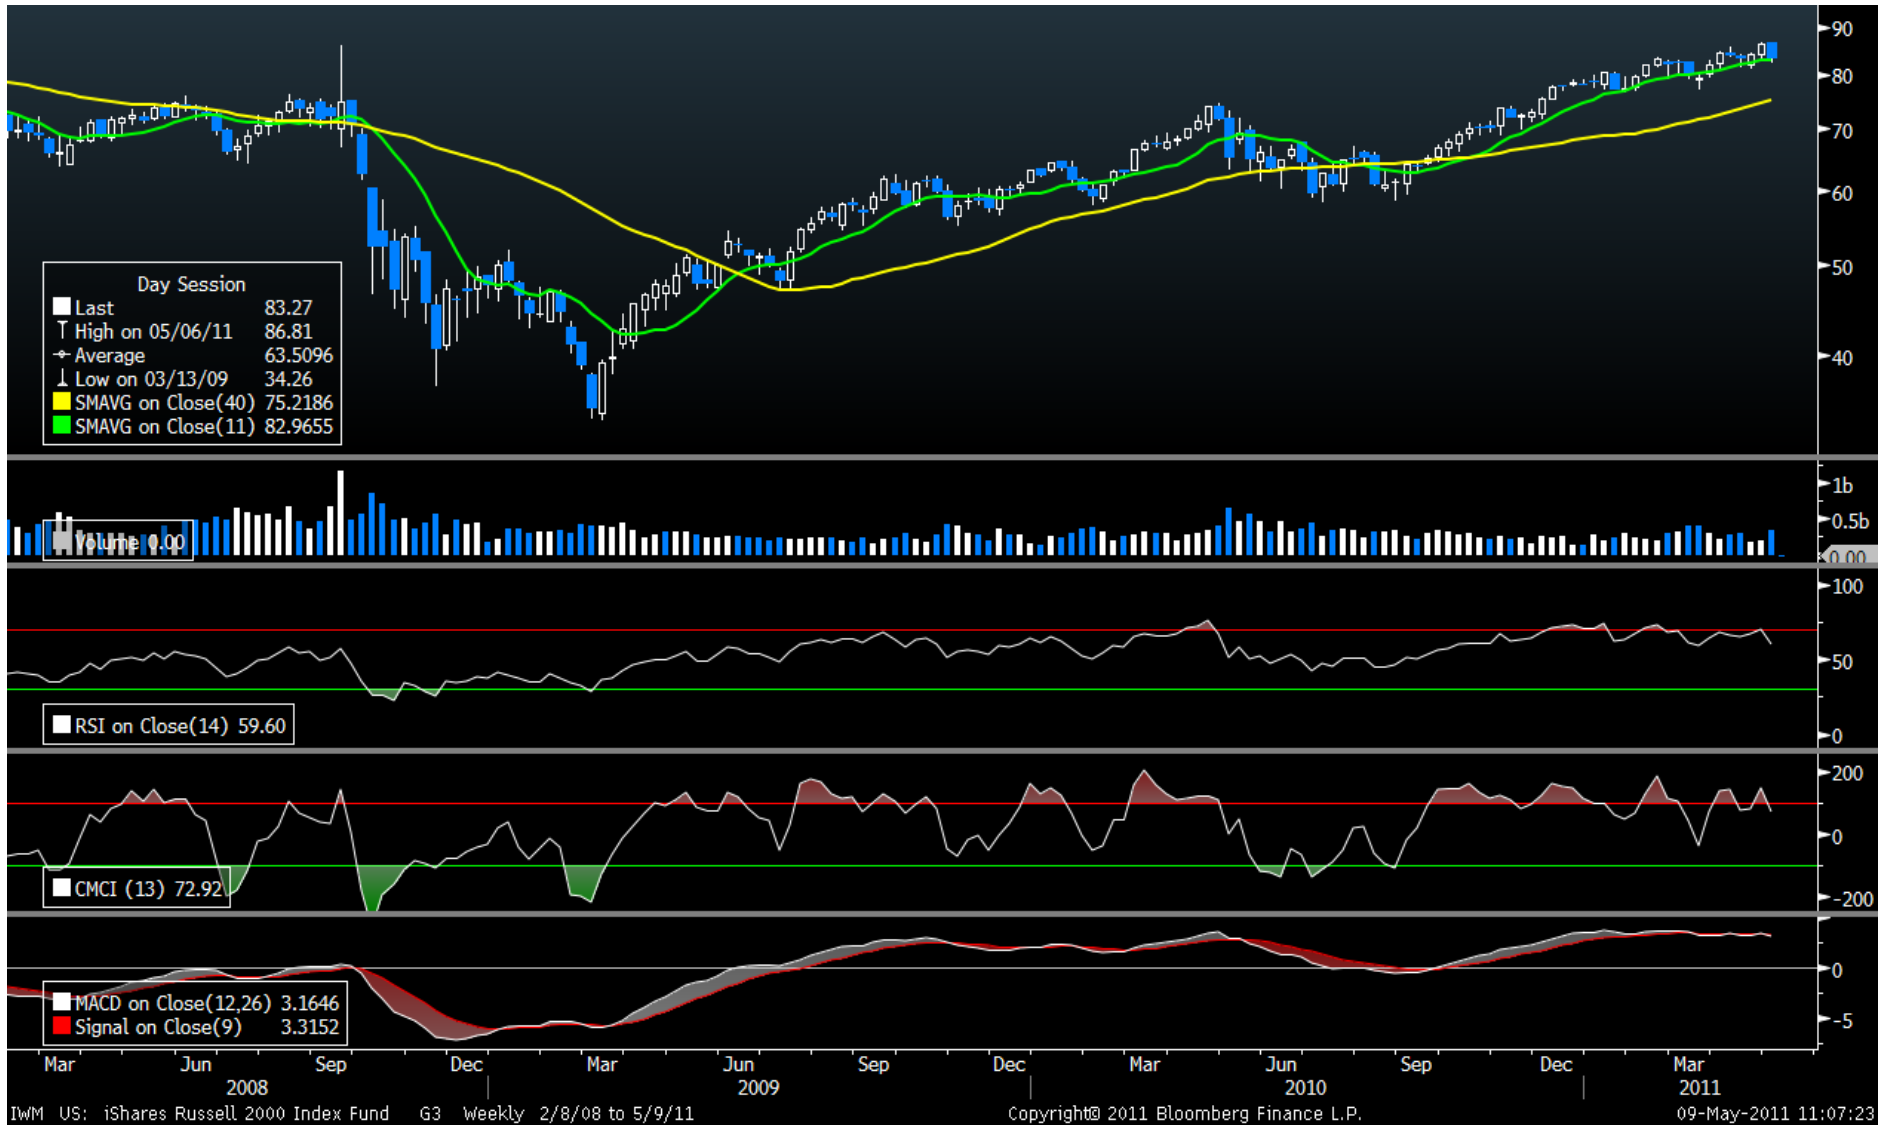 90
80
70
60
50
40
Day Session
Last 83.27
High on 05/06/11 86.81
Average 63.5096
Low on 03/13/09 34.26
SMAVG on Close(40) 75.2186
SMAVG on Close(11) 82.9655
1b
0.5b
0.00
Volume 0.00
100
50
0
RSI on Close(14) 59.60
200
0
-200
CMCI (13) 72.92
0
-5
MACD on Close(12,26) 3.1646
Signal on Close(9) 3.3152
Mar Jun Sep Dec Mar Jun Sep Dec Mar Jun Sep Dec Mar
2008 2009 2010 2011
IWM US: iShares Russell 2000 Index Fund G3 Weekly 2/8/08 to 5/9/11 Copyright© 2011 Bloomberg Finance L.P. 09-May-2011 11:07:23